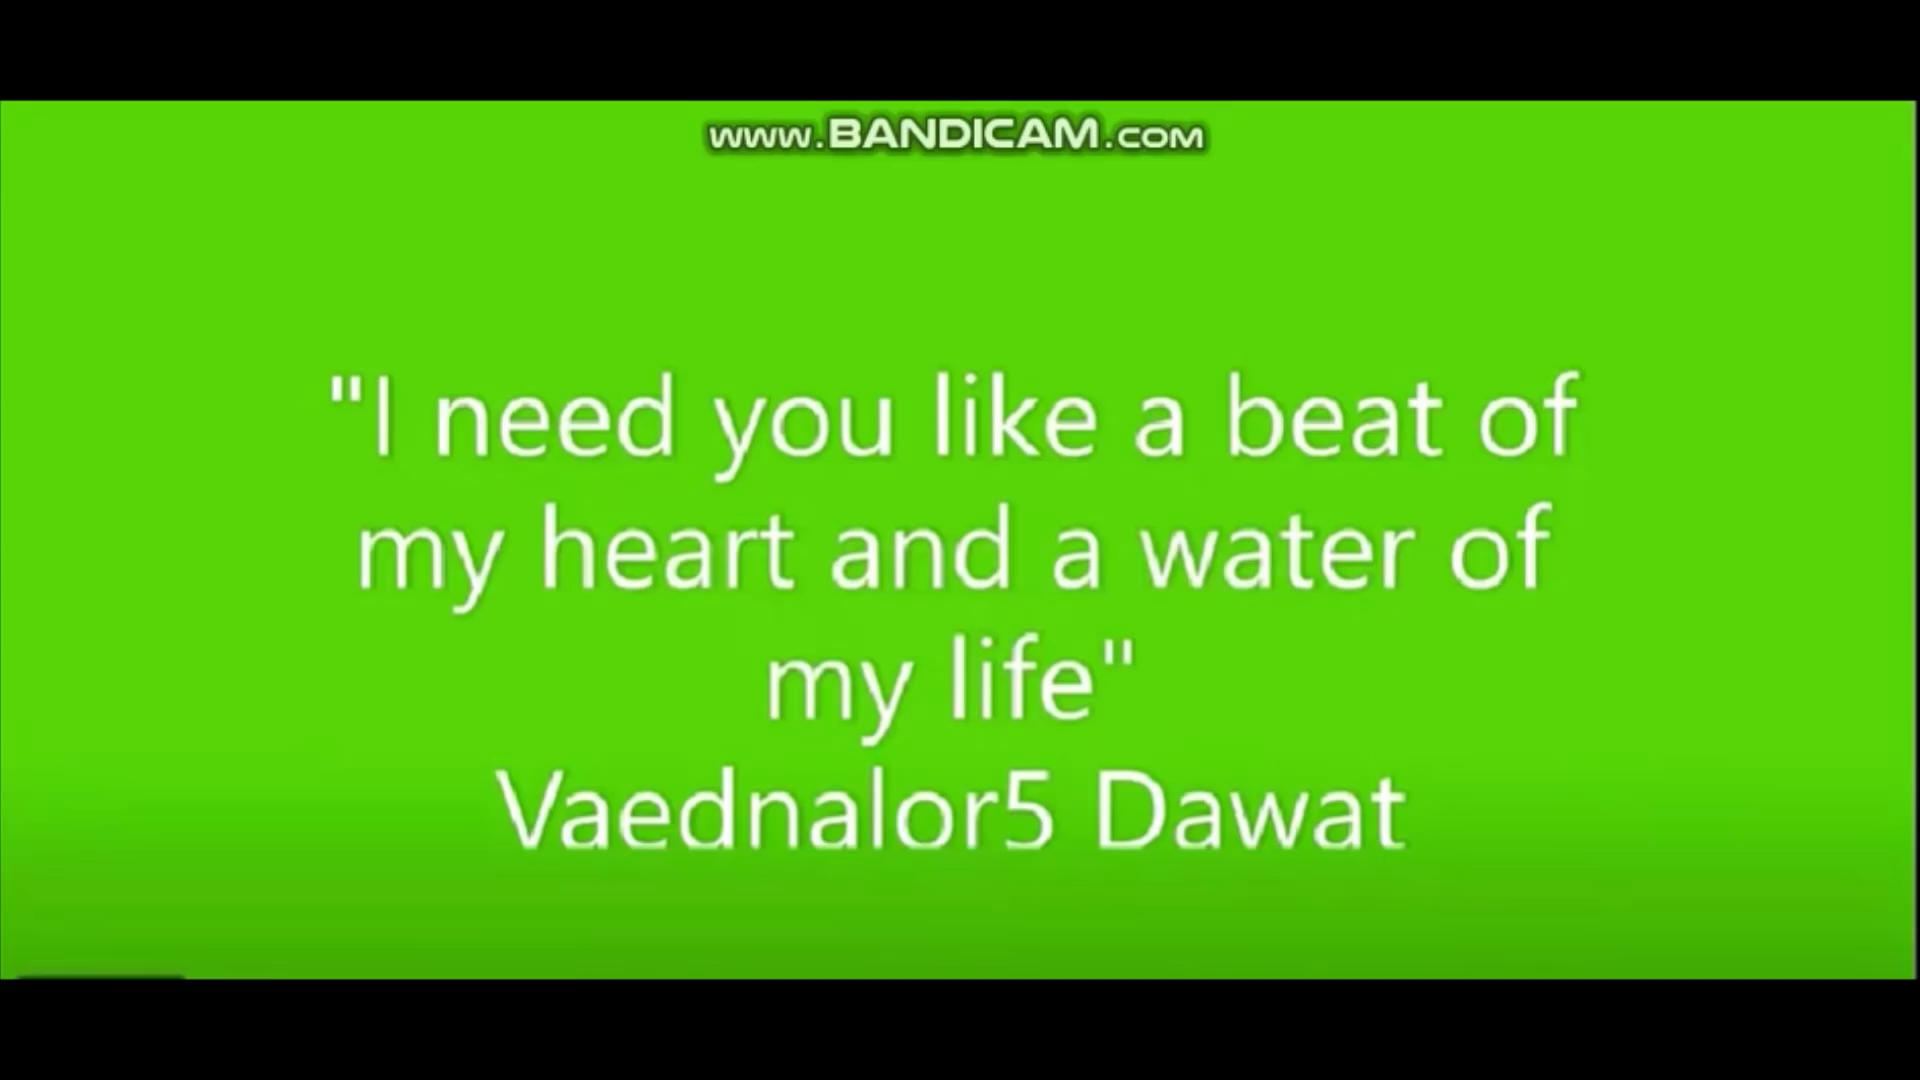 www.BANDICAM.com
"I need you like a beat of
my heart and a water of
my life"
Vaednalor5 Dawat